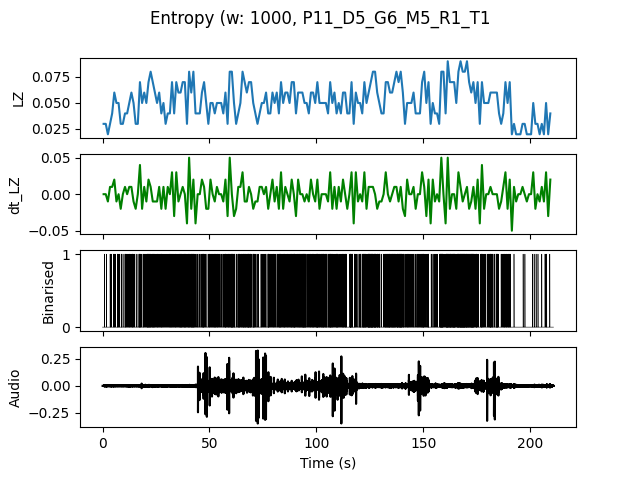 Entropy (w: 1000, P11_D5_G6_M5_R1_T1
LZ
0.075
0.050
0.025
dt_LZ
0.05
0.00
−0.05
Binarised
1
0
Audio
0.25
0.00
−0.25
0 50 100 150 200
Time (s)